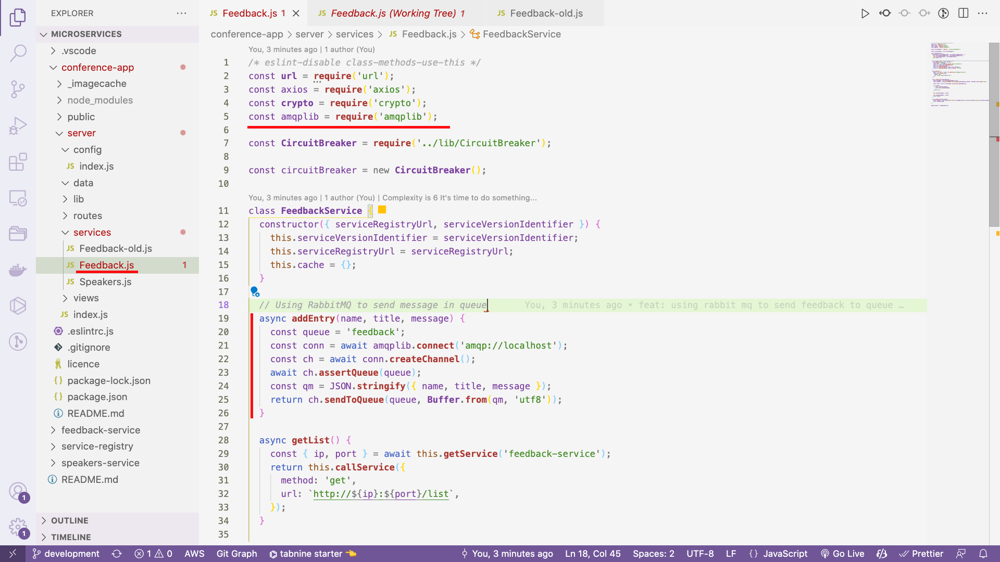 EXPLORER
MICROSERVICES
.vscode
conference-app
_imagecache
node_modules
public
server
config
JS index.js
data
lib
routes
services
JS Feedback-old.js
JS Feedback.js 1
JS Speakers.js
views
JS index.js
.eslintrc.js
.gitignore
licence
{} package-lock.json
{} package.json
README.md
feedback-service
service-registry
speakers-service
README.md
OUTLINE
TIMELINE
1
1
JS Feedback.js 1
JS Feedback.js (Working Tree) 1
JS Feedback-old.js
conference-app > server > services > JS Feedback.js > FeedbackService
You, 3 minutes ago | 1 author (You)
1 /* eslint-disable class-methods-use-this */
2 const url = require('url');
3 const axios = require('axios');
4 const crypto = require('crypto');
5 const amqplib = require('amqplib');
6
7 const CircuitBreaker = require('../lib/CircuitBreaker');
8
9 const circuitBreaker = new CircuitBreaker();
10
You, 3 minutes ago | 1 author (You) | Complexity is 6 It's time to do something...
11 class FeedbackService {
12 constructor({ serviceRegistryUrl, serviceVersionIdentifier }) {
13 this.serviceVersionIdentifier = serviceVersionIdentifier;
14 this.serviceRegistryUrl = serviceRegistryUrl;
15 this.cache = {};
16 }
17
18 // Using RabbitMQ to send message in queue You, 3 minutes ago • feat: using rabbit mq to send feedback to queue …
19 async addEntry(name, title, message) {
20 const queue = 'feedback';
21 const conn = await amqplib.connect('amqp://localhost');
22 const ch = await conn.createChannel();
23 await ch.assertQueue(queue);
24 const qm = JSON.stringify({ name, title, message });
25 return ch.sendToQueue(queue, Buffer.from(qm, 'utf8'));
26 }
27
28 async getList() {
29 const { ip, port } = await this.getService('feedback-service');
30 return this.callService({
31 method: 'get',
32 url: `http://${ip}:${port}/list`,
33 });
34 }
35
development 1 0 AWS Git Graph tabnine starter 👈 You, 3 minutes ago Ln 18, Col 45 Spaces: 2 UTF-8 LF {} JavaScript Go Live Prettier